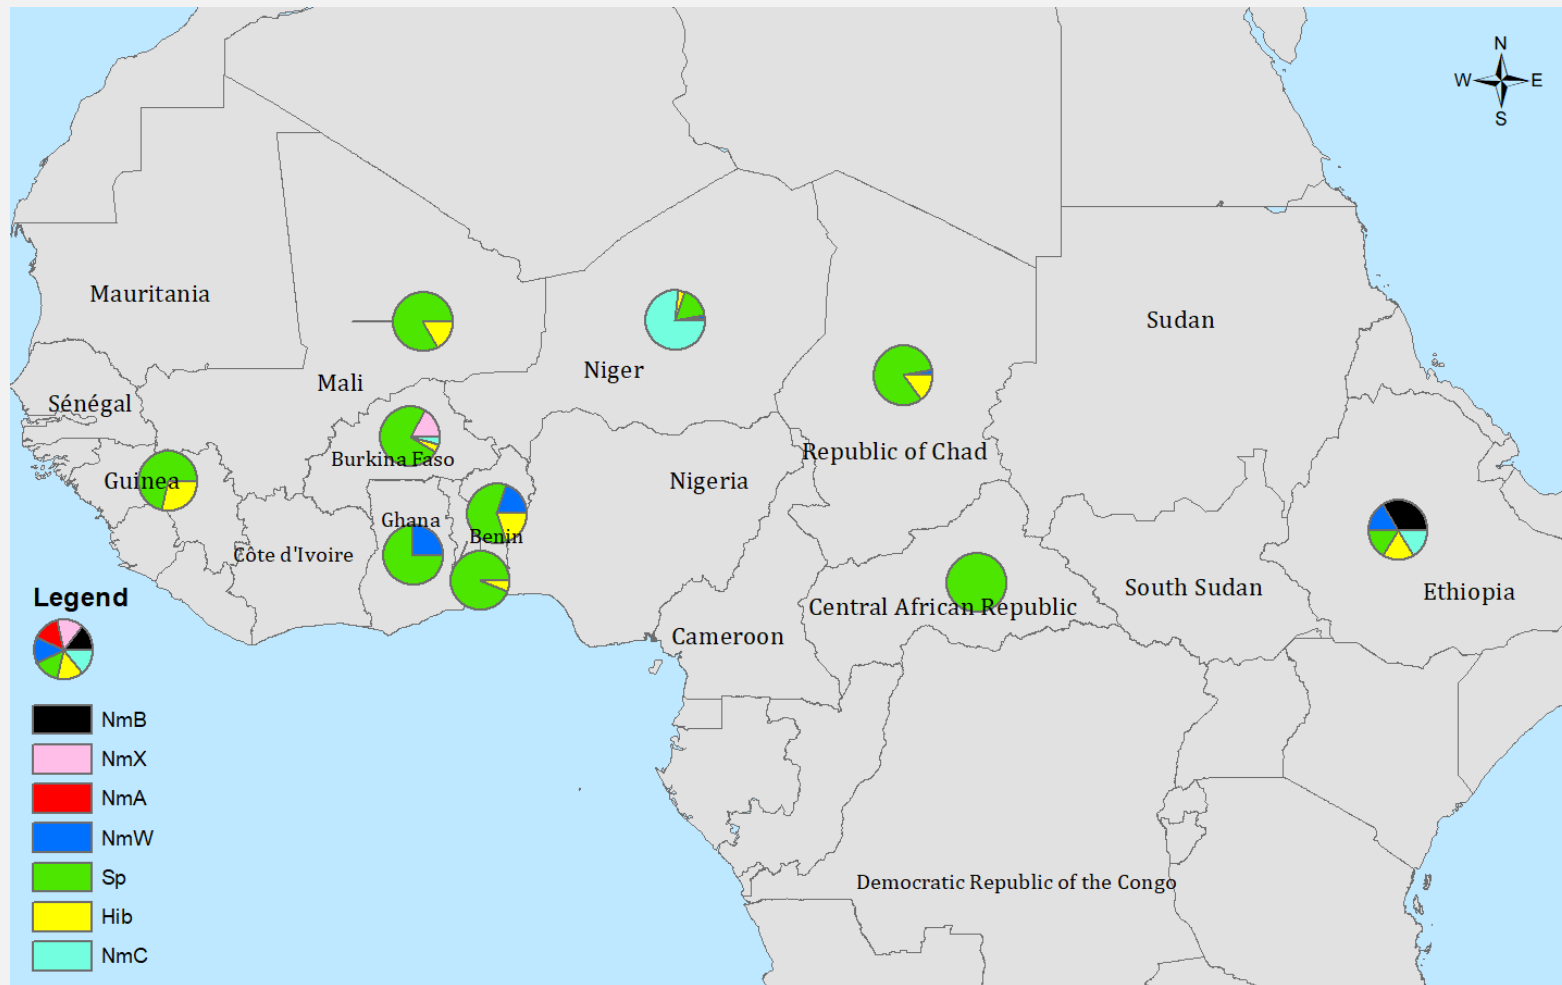 N
W E
S
Mauritania
Mali
Niger
Sudan
Sénégal
Burkina Faso
Republic of Chad
Guinea
Nigeria
Ghana
Benin
Côte d'Ivoire
Central African Republic
South Sudan
Ethiopia
Cameroon
Democratic Republic of the Congo
Legend
NmB
NmX
NmA
NmW
Sp
Hib
NmC